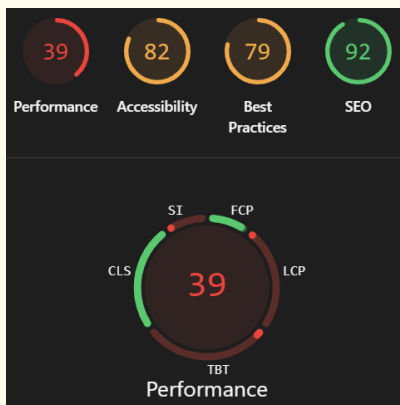 39 82 79 92
Performance Accessibility Best Practices SEO
SI FCP
CLS 39 LCP
TBT
Performance